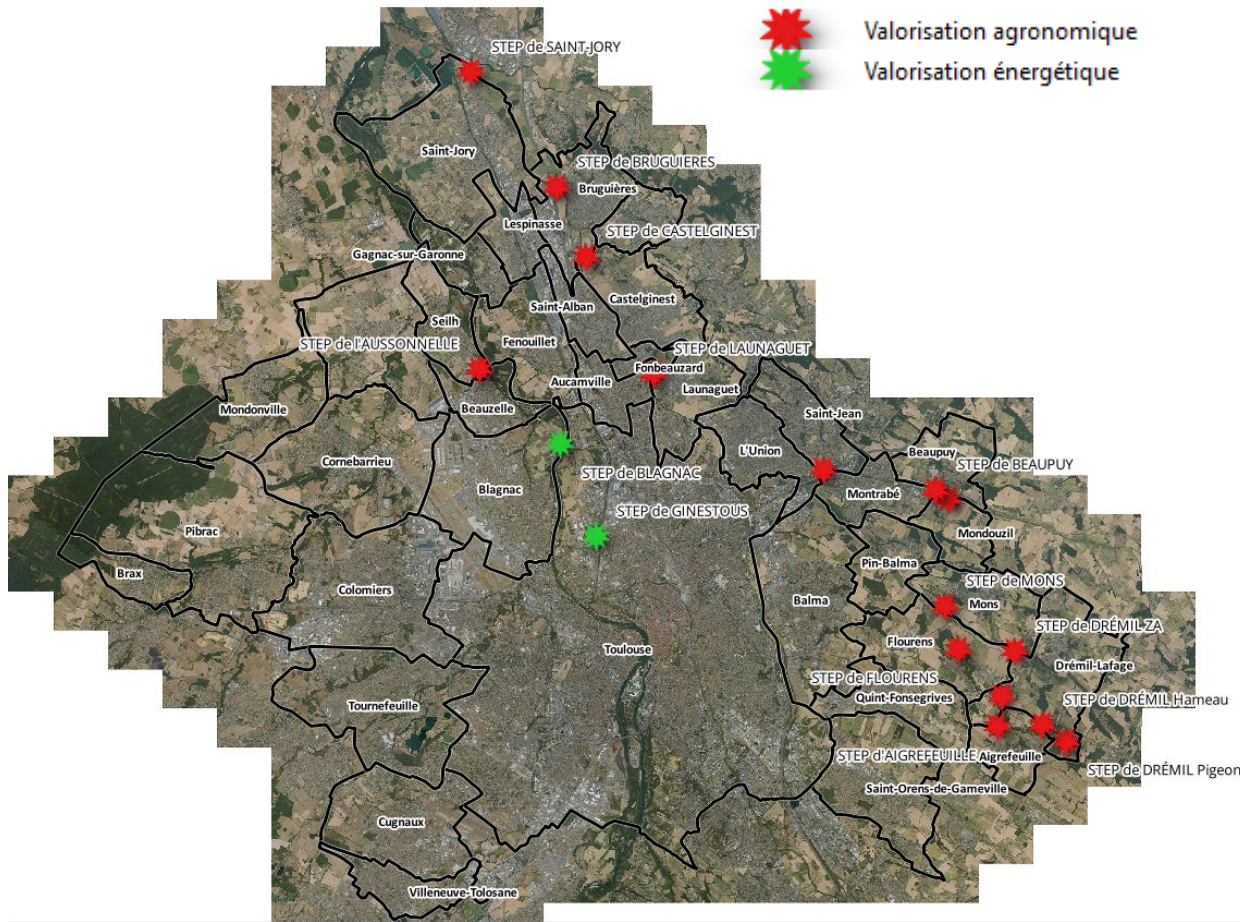 Valorisation agronomique
Valorisation énergétique
STEP de SAINT-JORY
Saint-Jory
STEP de BRUGUIERES
Bruguières
Lespinasse
STEP de CASTELGINEST
Gagnac-sur-Garonne
Castelginest
Saint-Alban
Seilh
STEP de l'AUSSONNELLE
Fenouillet
STEP de LAUNAGUET
Fonbeauzard
Aucamville
Launaguet
Mondonville
Beauzelle
Saint-Jean
L'Union
Beaupuy
Cornebarrieu
STEP de BEAUPUY
STEP de BLAGNAC
Blagnac
Montrabé
STEP de GINESTOUS
Pibrac
Mondouzil
Pin-Balma
Brax
STEP de MONS
Colomiers
Balma
Mons
STEP de DRÉMIL ZA
Flourens
Toulouse
Drémil-Lafage
STEP de FLOURENS
Quint-Fonsegrives
STEP de DRÉMIL Hameau
Tournefeuille
STEP d'AIGREFEUILLE
Aigrefeuille
STEP de DRÉMIL Pigeon
Saint-Orens-de-Gameville
Cugnaux
Villeneuve-Tolosane